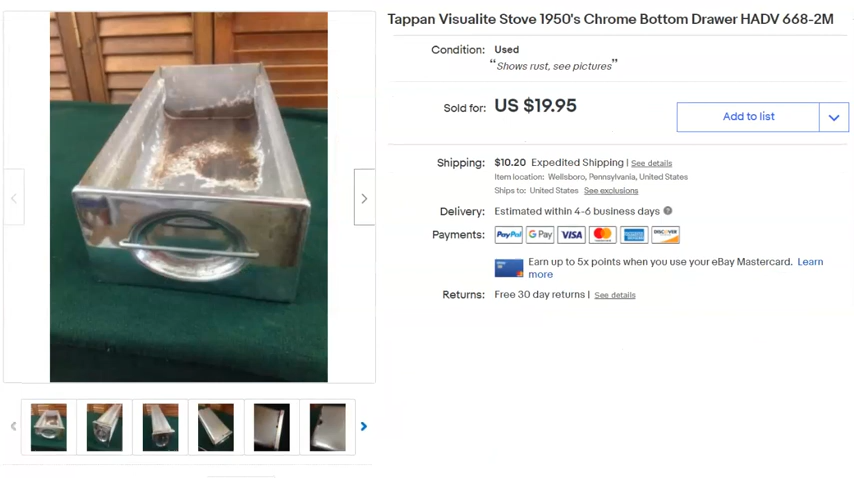 Tappan Visualite Stove 1950's Chrome Bottom Drawer HADV 668-2M
Condition: Used
“Shows rust, see pictures”
Sold for: US $19.95
Add to list
Shipping: $10.20 Expedited Shipping | See details
Item location: Wellsboro, Pennsylvania, United States
Ships to: United States See exclusions
Delivery: Estimated within 4-6 business days
Payments: PayPal G Pay VISA
Earn up to 5x points when you use your eBay Mastercard. Learn
more
Returns: Free 30 day returns | See details